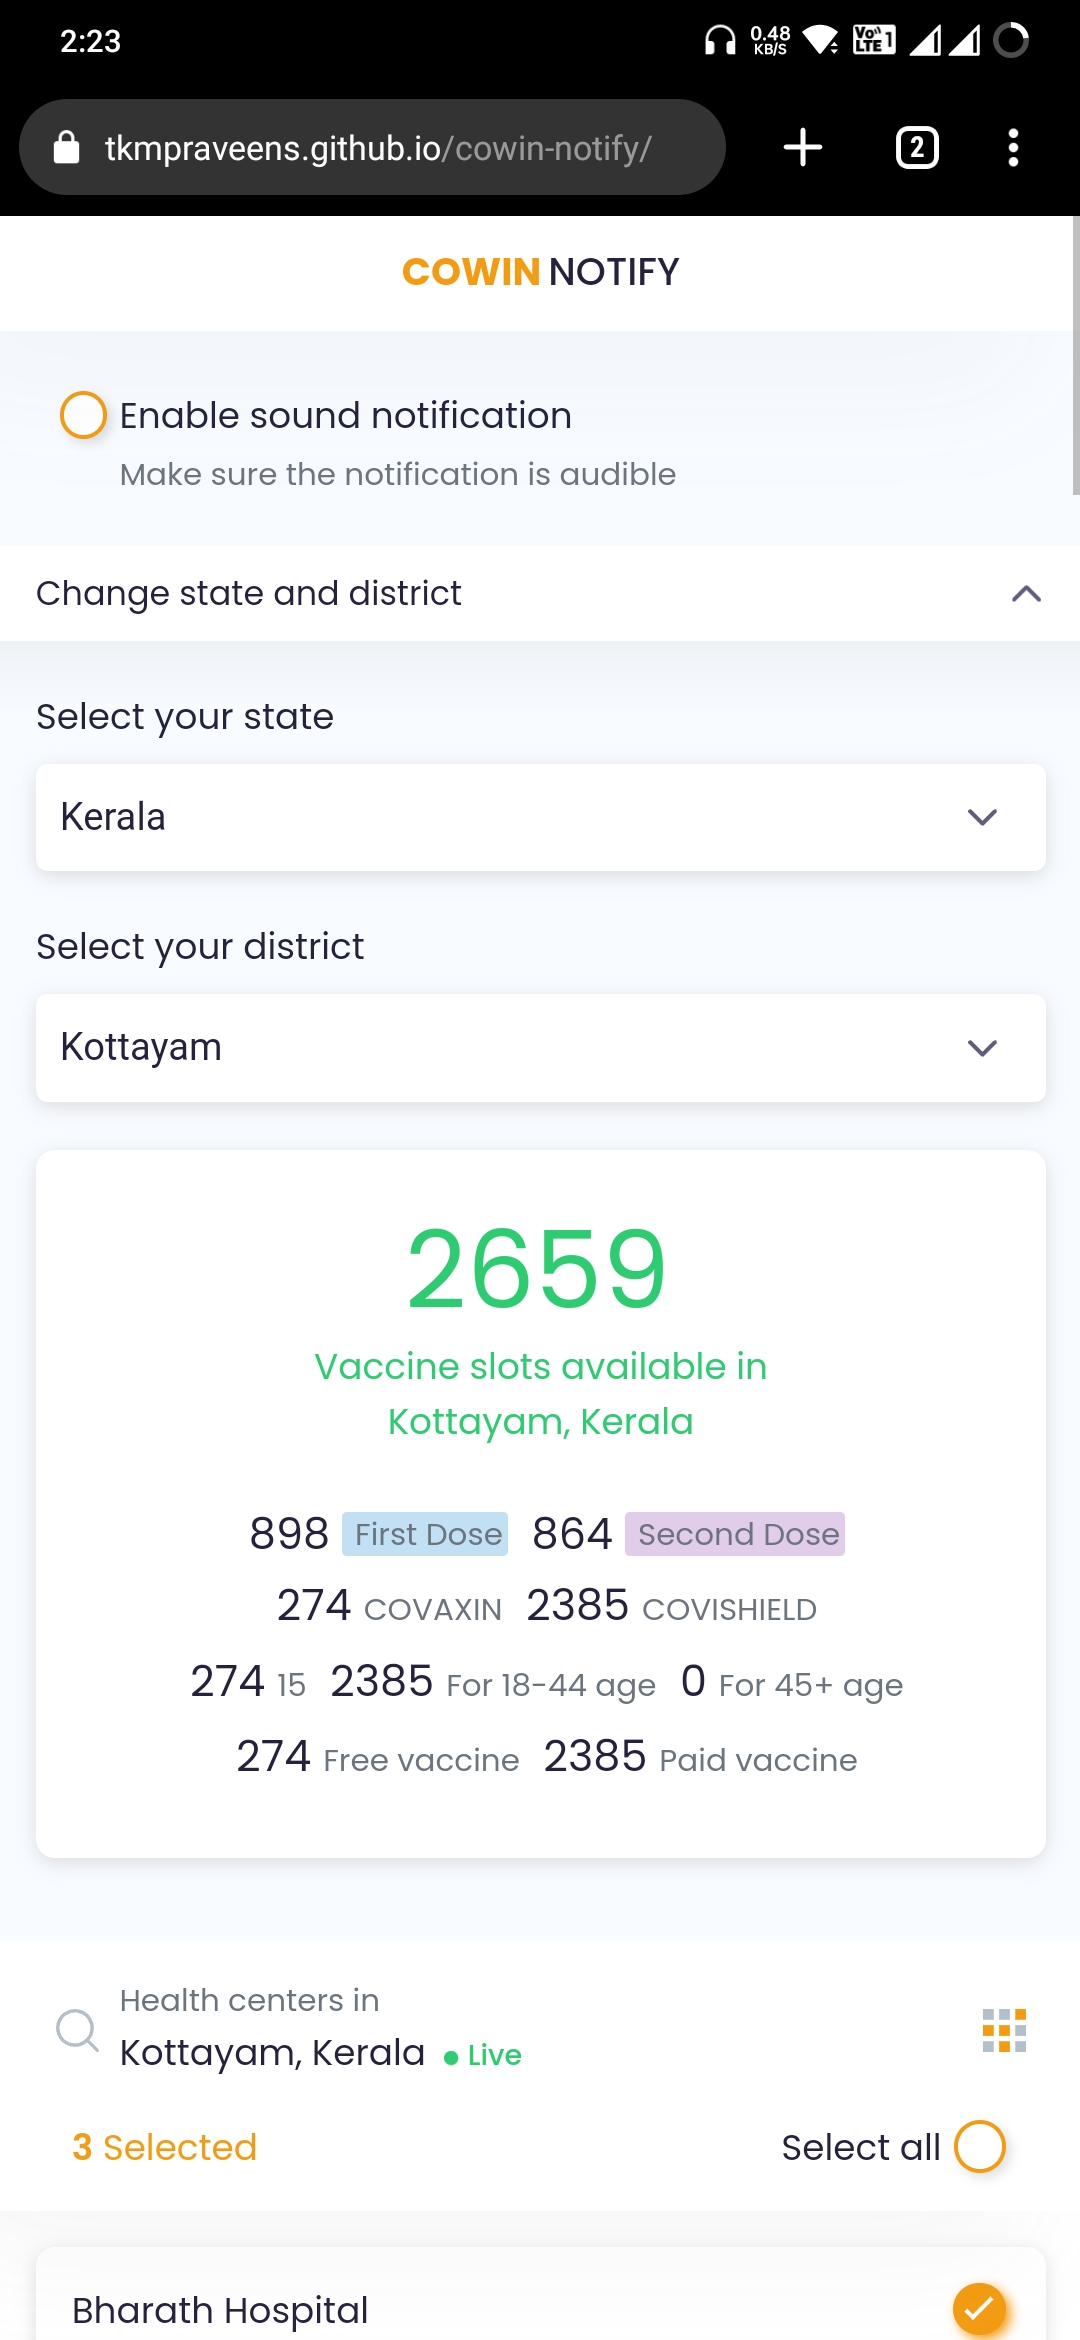 2:23 0.48 KB/S Vo)) LTE 1
tkmpraveens.github.io/cowin-notify/ 2
COWIN NOTIFY
Enable sound notification
Make sure the notification is audible
Change state and district
Select your state
Kerala
Select your district
Kottayam
2659
Vaccine slots available in
Kottayam, Kerala
898 First Dose 864 Second Dose
274 COVAXIN 2385 COVISHIELD
274 15 2385 For 18-44 age 0 For 45+ age
274 Free vaccine 2385 Paid vaccine
Health centers in
Kottayam, Kerala Live
3 Selected Select all
Bharath Hospital